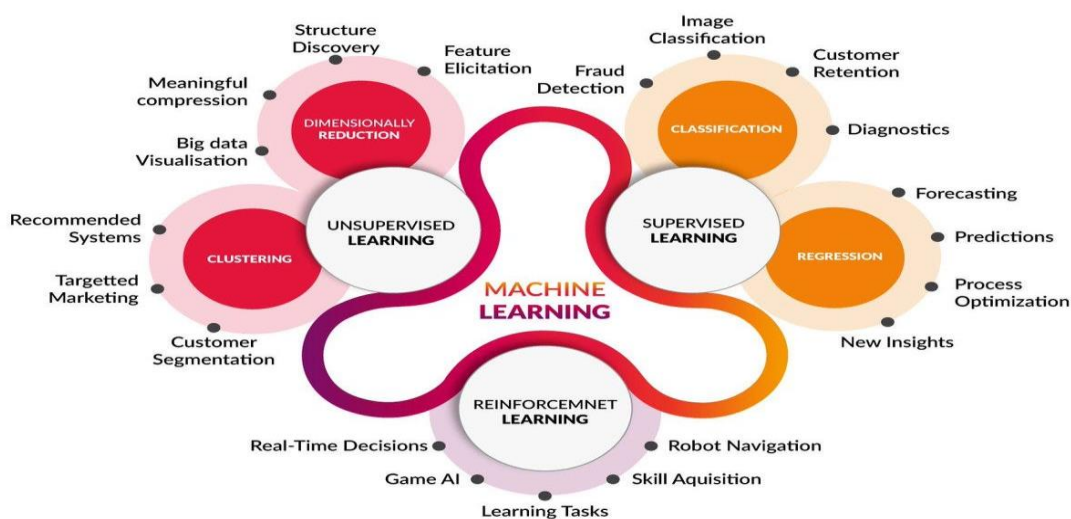 Structure
Discovery
Feature
Elicitation
Meaningful
compression
Big data
Visualisation
DIMENSIONALLY
REDUCTION
UNSUPERVISED
LEARNING
Recommended
Systems
Targetted
Marketing
Customer
Segmentation
CLUSTERING
Image
Classification
Customer
Retention
Fraud
Detection
Diagnostics
CLASSIFICATION
SUPERVISED
LEARNING
Forecasting
Predictions
Process
Optimization
New Insights
REGRESSION
MACHINE
LEARNING
REINFORCEMNET
LEARNING
Real-Time Decisions
Game AI
Learning Tasks
Skill Aquisition
Robot Navigation